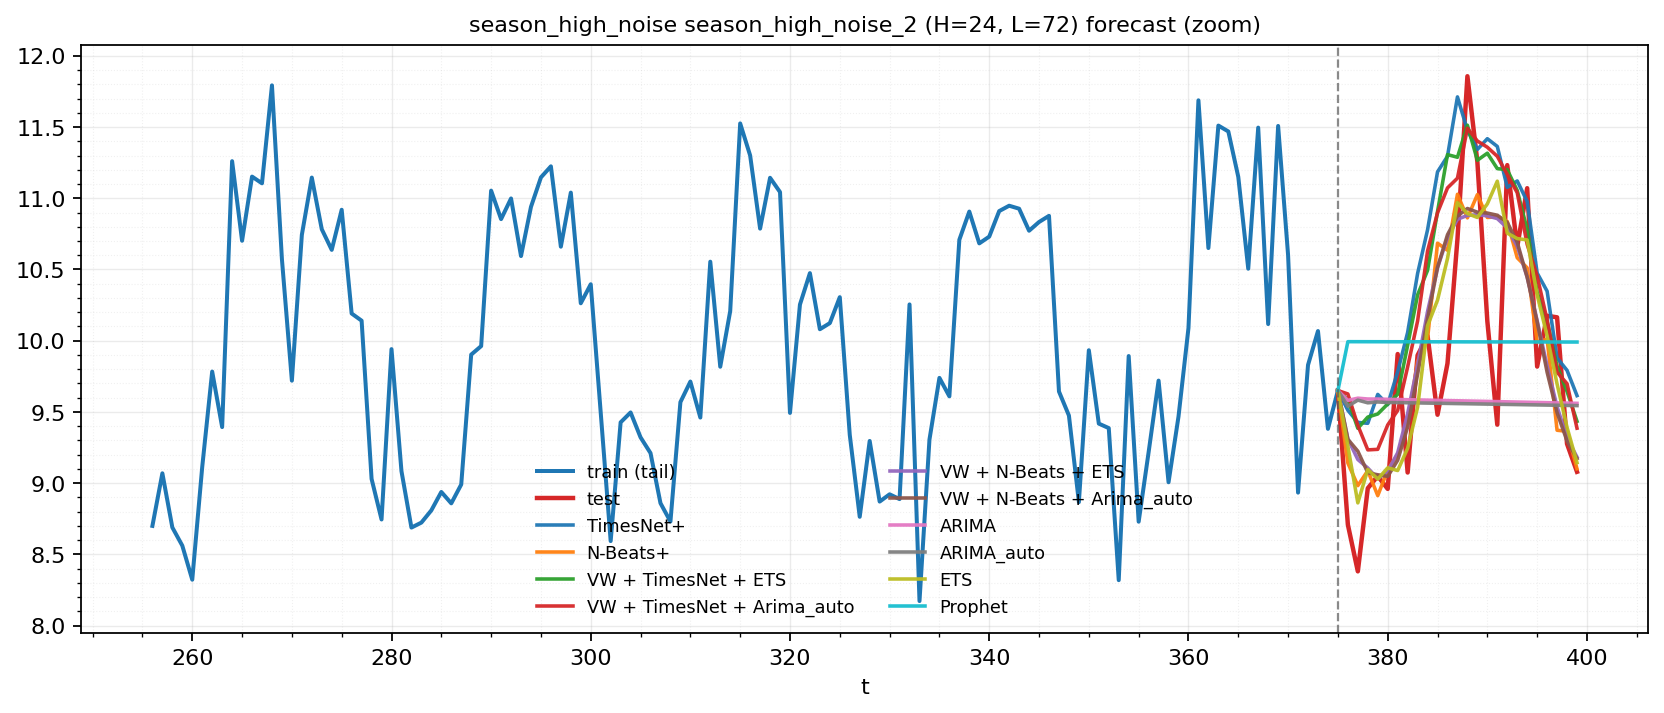 season_high_noise season_high_noise_2 (H=24, L=72) forecast (zoom)
12.0
11.5
11.0
10.5
10.0
9.5
9.0
8.5
8.0
train (tail)
test
TimesNet+
N-Beats+
VW + TimesNet + ETS
VW + TimesNet + Arima_auto
VW + N-Beats + ETS
VW + N-Beats + Arima_auto
ARIMA
ARIMA_auto
ETS
Prophet
260 280 300 320 340 360 380 400
t